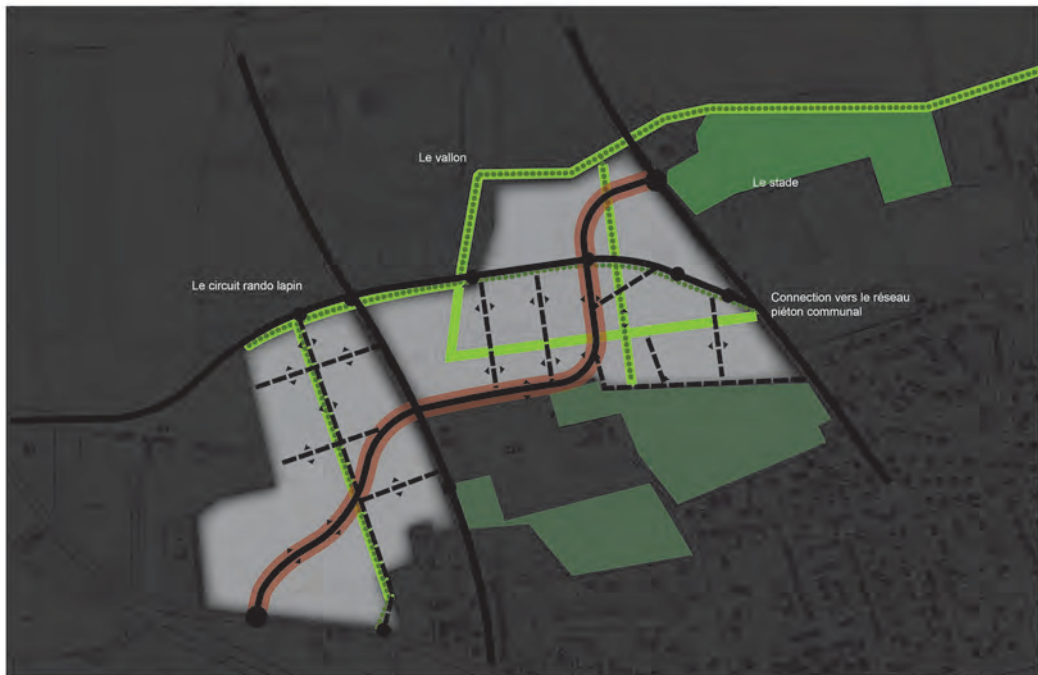 Le vallon
Le stade
Le circuit rando lapin
Connection vers le réseau
piéton communal